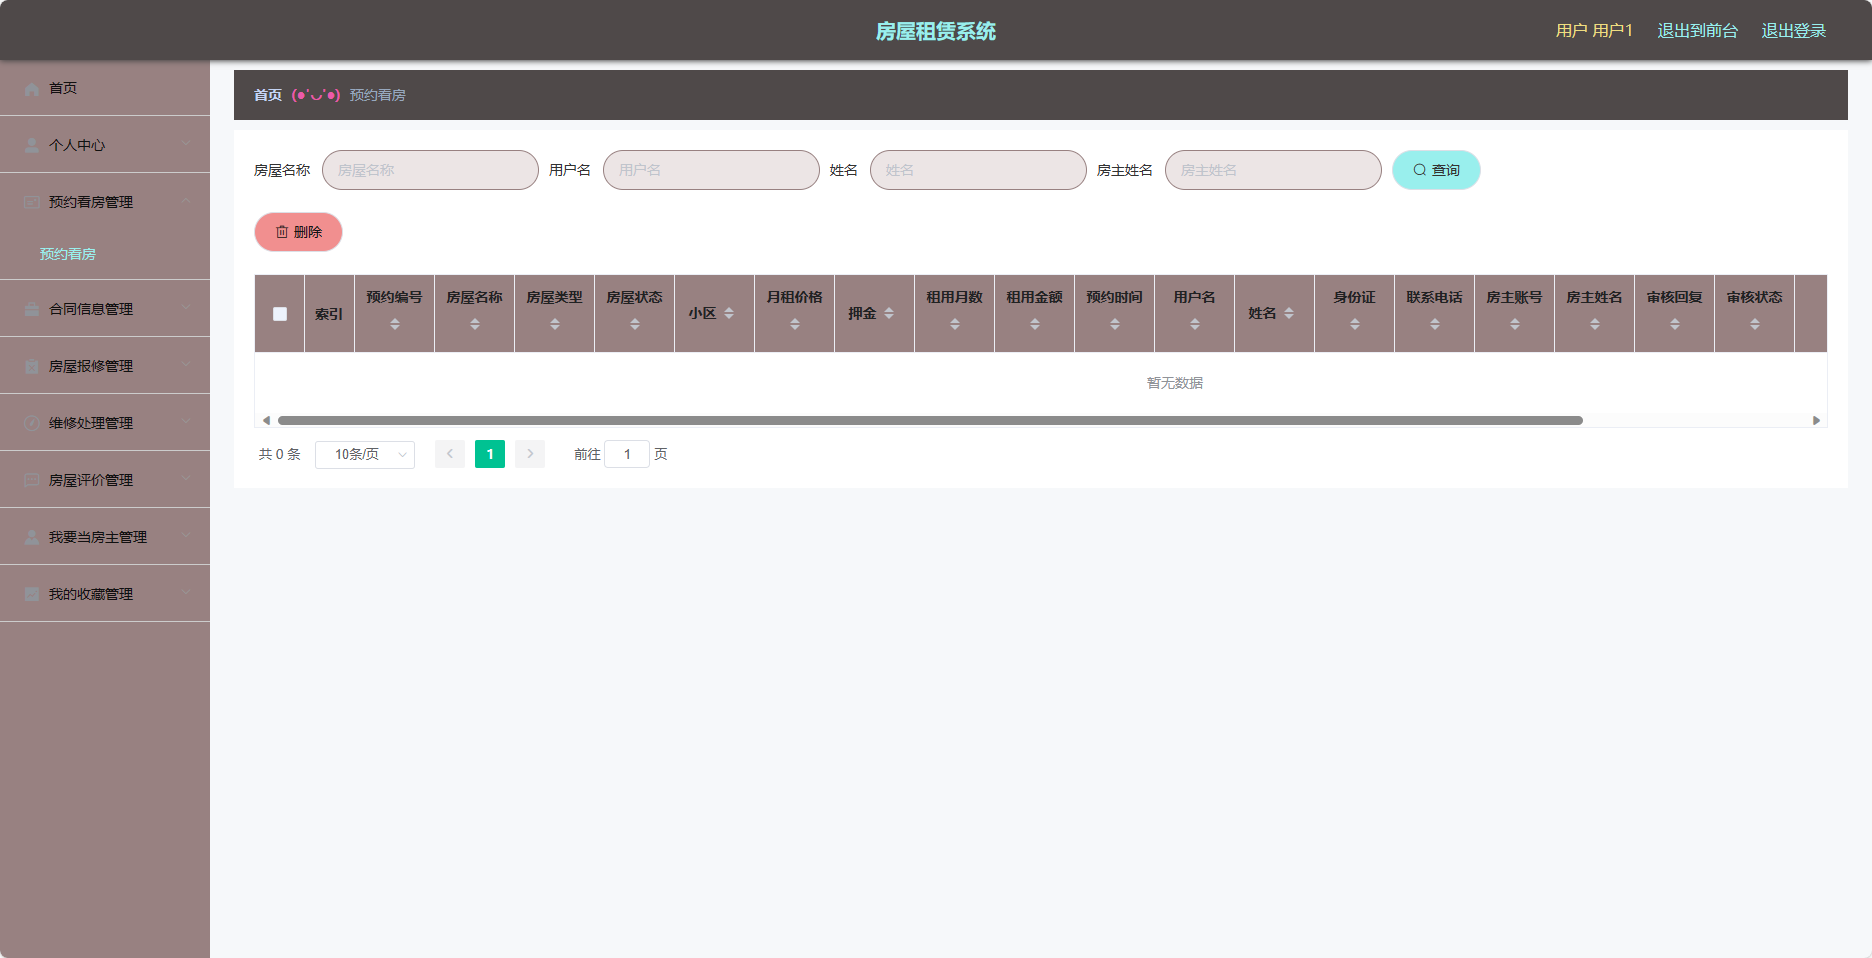 房屋租赁系统
用户 用户1 退出到前台 退出登录
首页
个人中心
预约看房管理
预约看房
合同信息管理
房屋报修管理
维修处理管理
房屋评价管理
我要当房主管理
我的收藏管理
首页 (●'◡'●) 预约看房
房屋名称 房屋名称 用户名 用户名 姓名 姓名 房主姓名 房主姓名 查询
删除
索引 预约编号 房屋名称 房屋类型 房屋状态 小区 月租价格 押金 租用月数 租用金额 预约时间 用户名 姓名 身份证 联系电话 房主账号 房主姓名 审核回复 审核状态
暂无数据
共 0 条 10条/页 1 前往 1 页